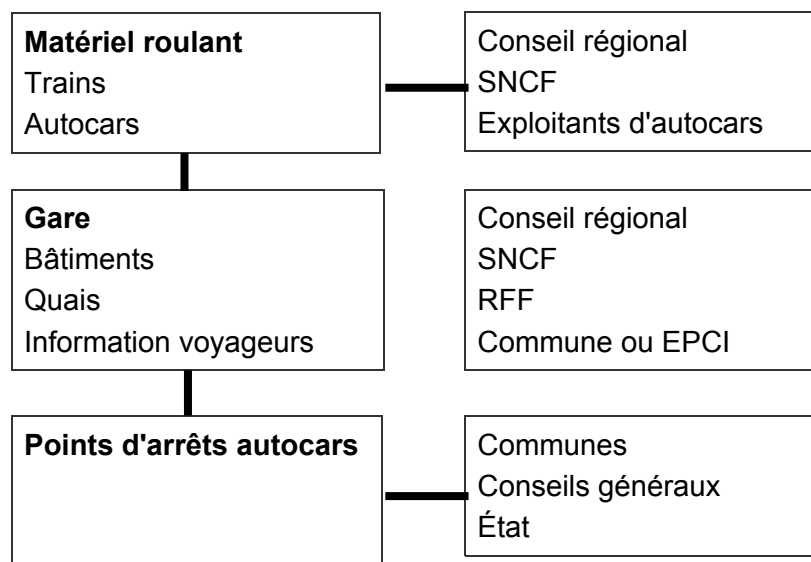 Matériel roulant
Trains
Autocars
Conseil régional
SNCF
Exploitants d'autocars
Gare
Bâtiments
Quais
Information voyageurs
Conseil régional
SNCF
RFF
Commune ou EPCI
Points d'arrêts autocars
Communes
Conseils généraux
État